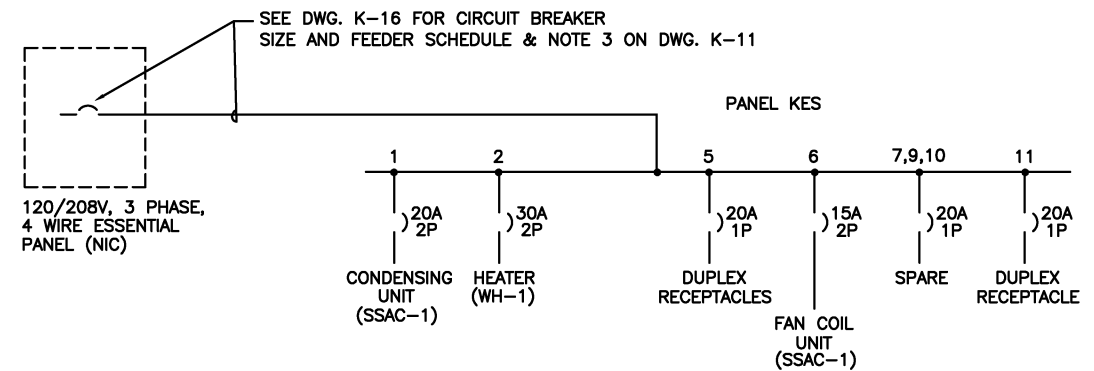 SEE DWG. K-16 FOR CIRCUIT BREAKER
SIZE AND FEEDER SCHEDULE & NOTE 3 ON DWG. K-11
PANEL KES
120/208V, 3 PHASE,
4 WIRE ESSENTIAL
PANEL (NIC)
1
20A
2P
CONDENSING
UNIT
(SSAC-1)
2
30A
2P
HEATER
(WH-1)
5
20A
1P
DUPLEX
RECEPTACLES
6
15A
2P
FAN COIL
UNIT
(SSAC-1)
7,9,10
20A
1P
SPARE
11
20A
1P
DUPLEX
RECEPTACLE